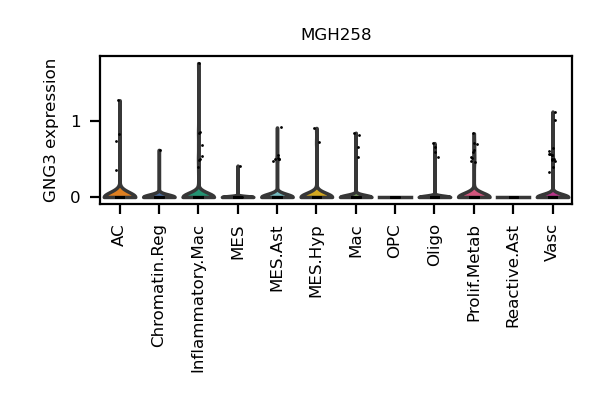 MGH258
GNG3 expression
1
0
AC
Chromatin.Reg
Inflammatory.Mac
MES
MES.Ast
MES.Hyp
Mac
OPC
Oligo
Prolif.Metab
Reactive.Ast
Vasc